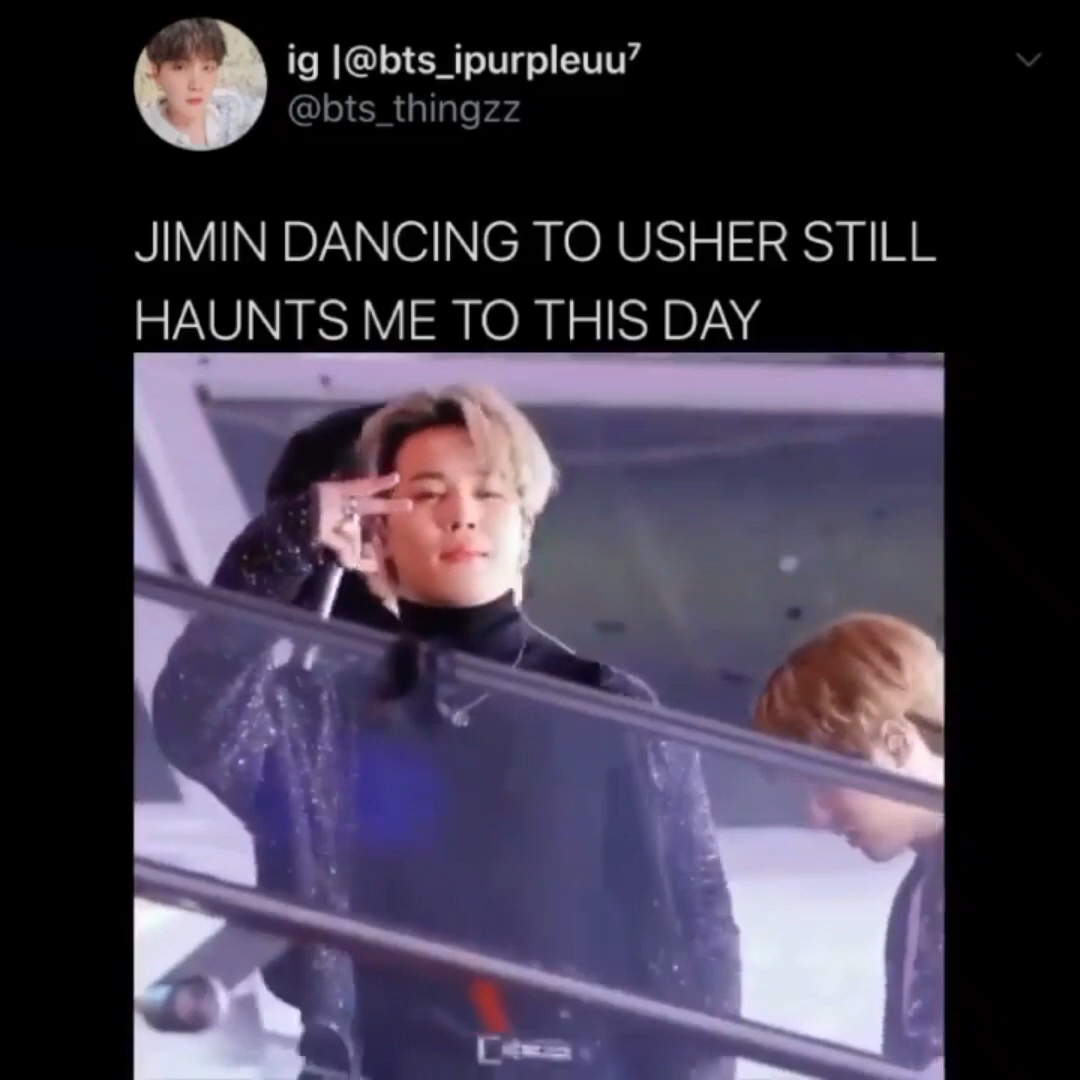 ig |@bts_ipurpleuu⁷
@bts_thingzz
JIMIN DANCING TO USHER STILL
HAUNTS ME TO THIS DAY